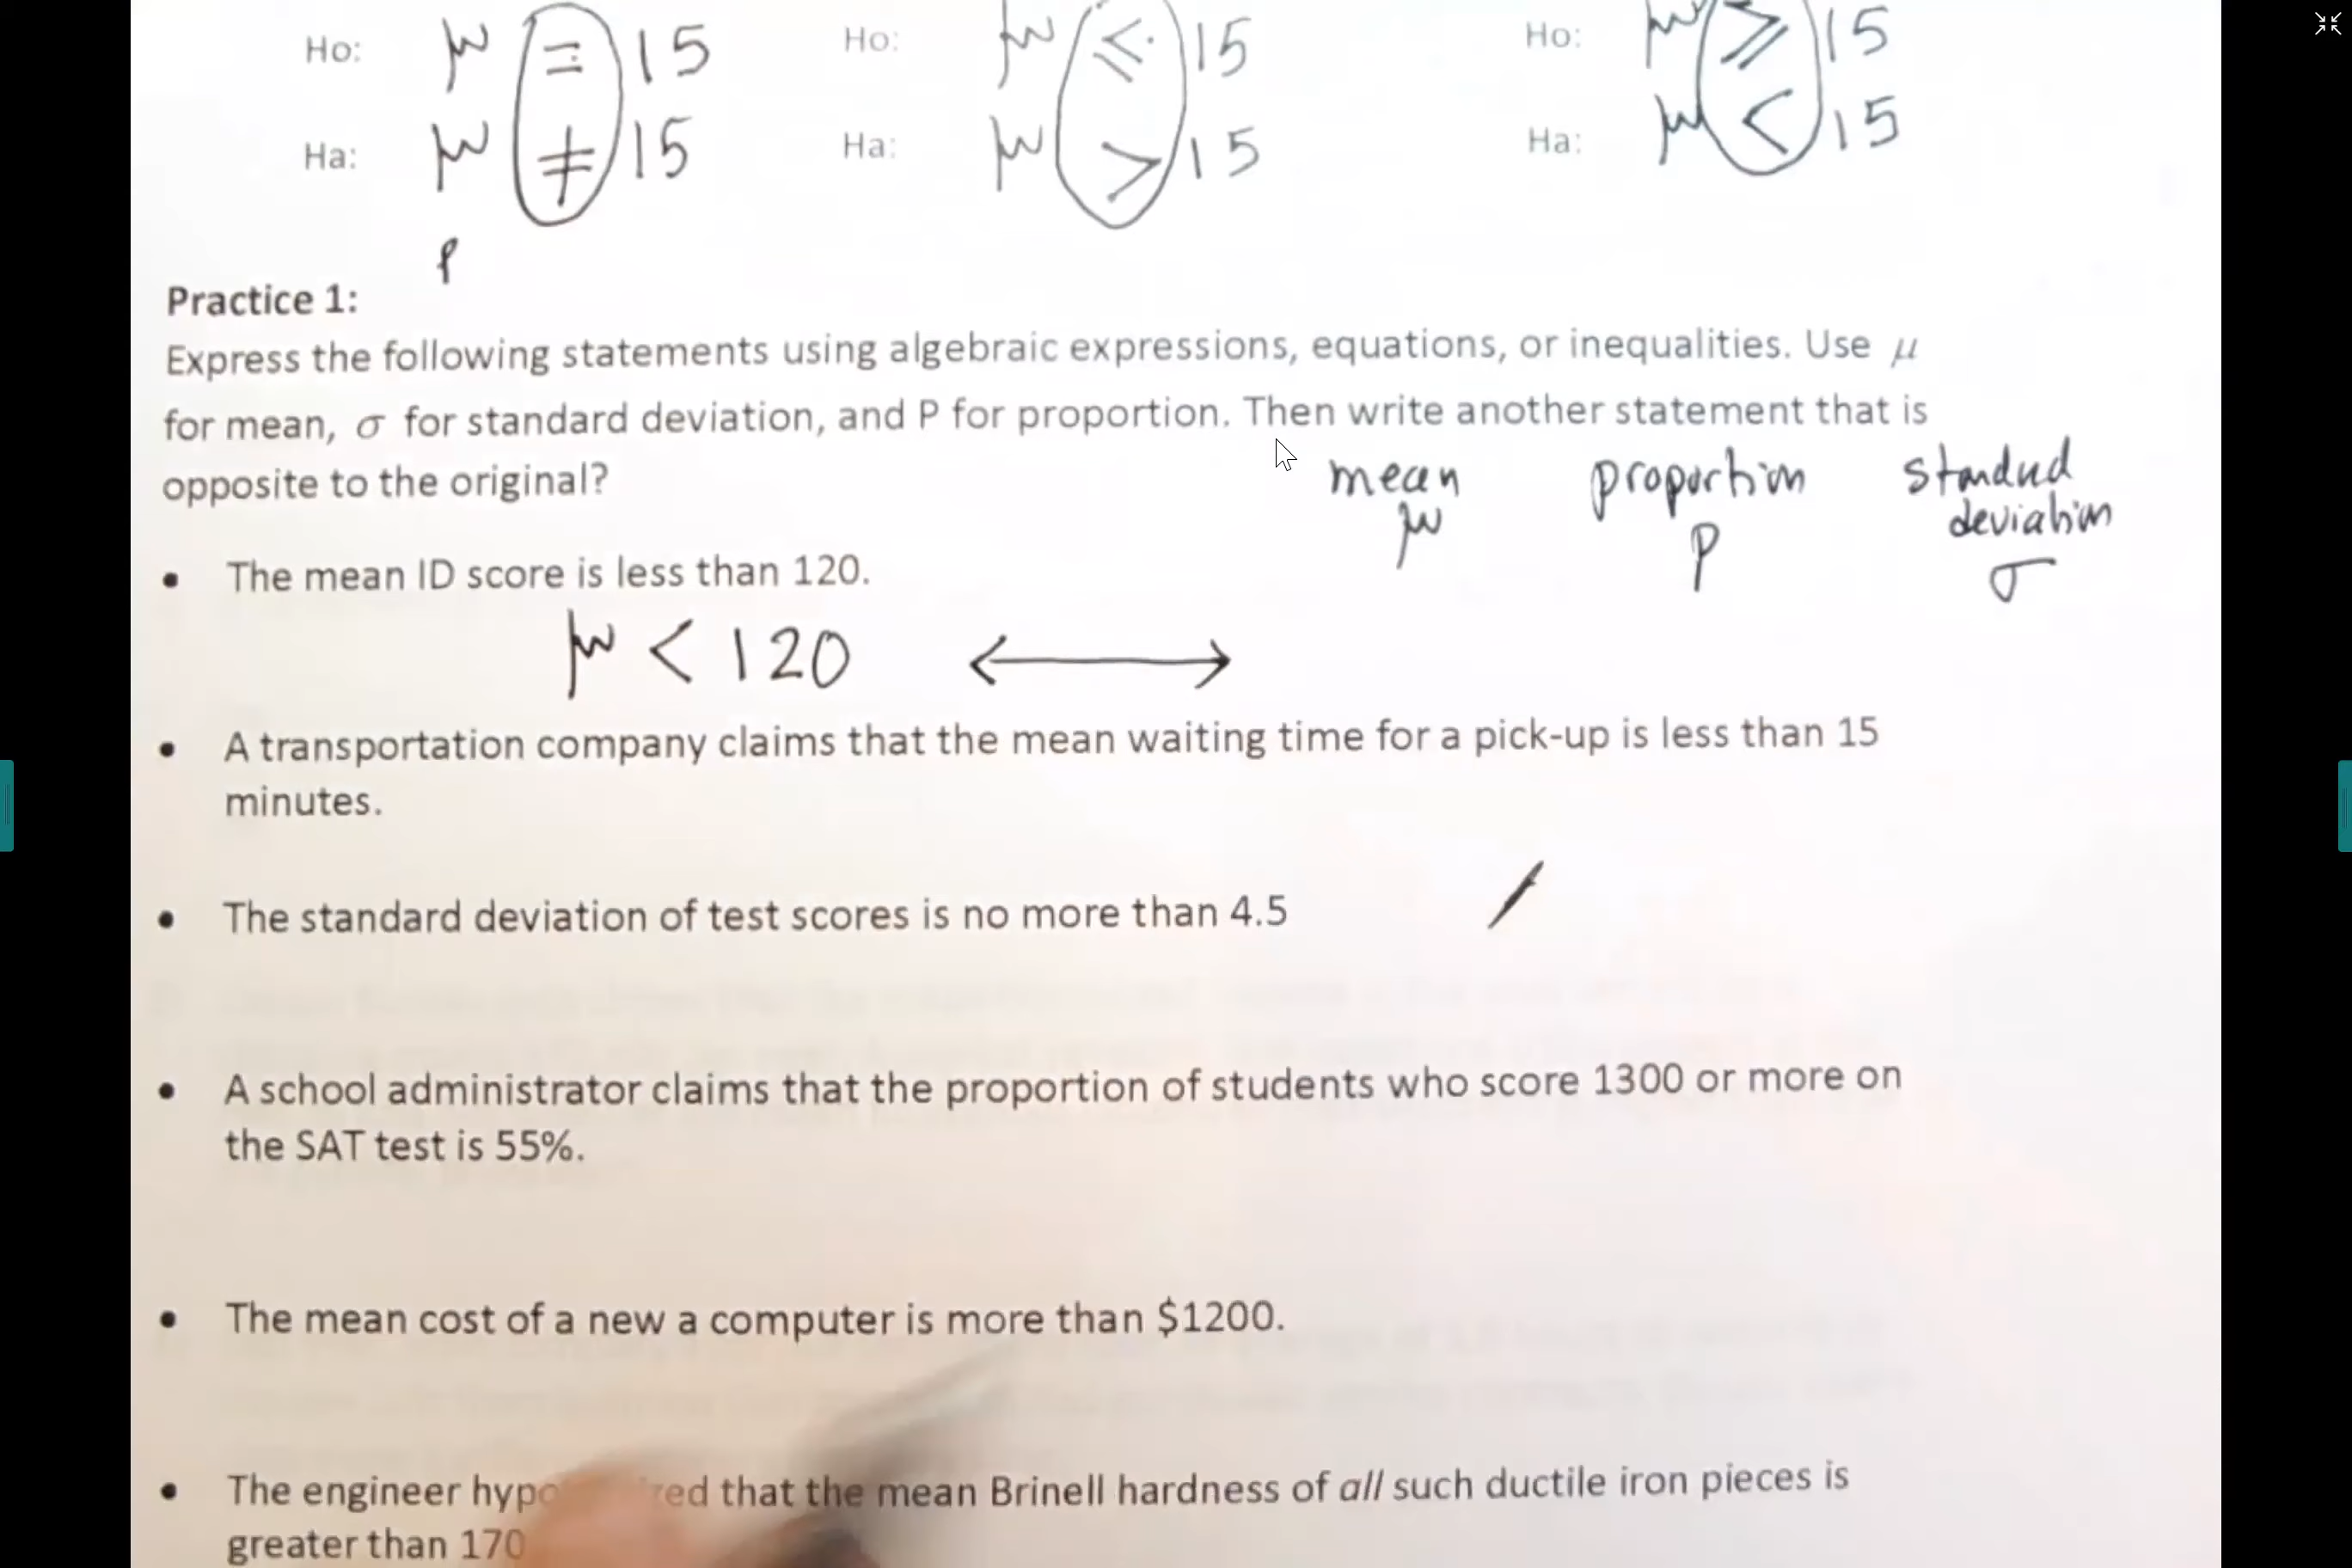 Ho: μ = 15 Ho: μ ≤ 15 Ho: μ ≥ 15
Ha: μ ≠ 15 Ha: μ > 15 Ha: μ < 15
p
Practice 1:
Express the following statements using algebraic expressions, equations, or inequalities. Use μ
for mean, σ for standard deviation, and P for proportion. Then write another statement that is
opposite to the original?
mean proportion standard
deviation
μ p σ
• The mean ID score is less than 120.
μ < 120 ⟷
• A transportation company claims that the mean waiting time for a pick-up is less than 15
minutes.
• The standard deviation of test scores is no more than 4.5
• A school administrator claims that the proportion of students who score 1300 or more on
the SAT test is 55%.
• The mean cost of a new a computer is more than $1200.
• The engineer that the mean Brinell hardness of all such ductile iron pieces is
greater than 170